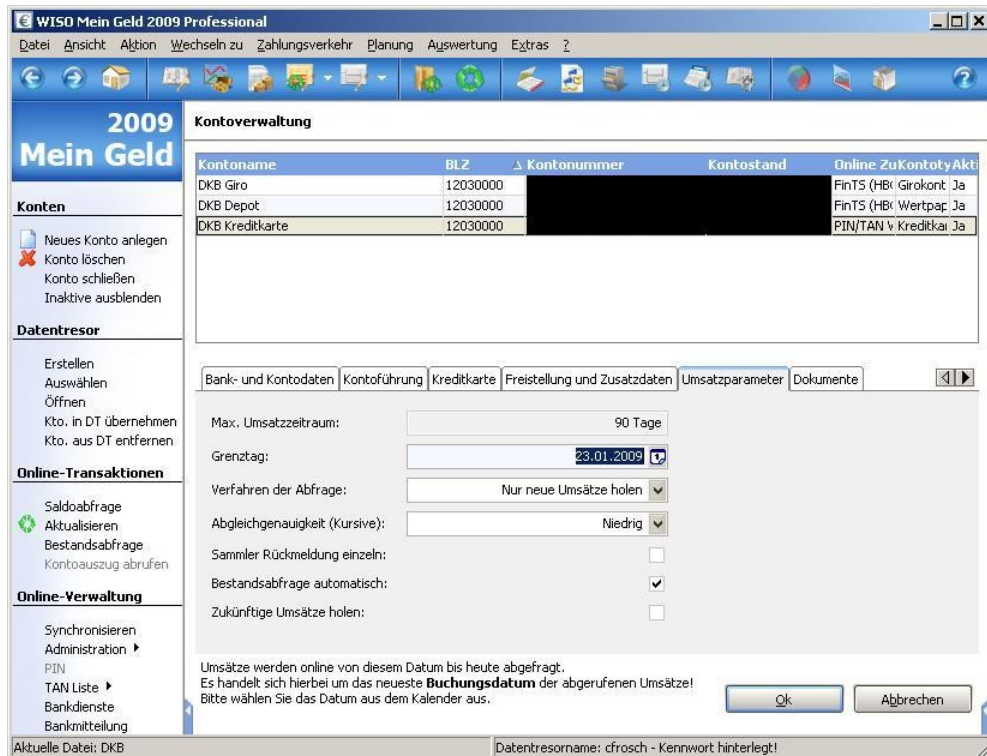 WISO Mein Geld 2009 Professional
Datei Ansicht Aktion Wechseln zu Zahlungsverkehr Planung Auswertung Extras ?
2009
Mein Geld
Konten
Neues Konto anlegen
Konto löschen
Konto schließen
Inaktive ausblenden
Datentresor
Erstellen
Auswählen
Öffnen
Kto. in DT übernehmen
Kto. aus DT entfernen
Online-Transaktionen
Saldoabfrage
Aktualisieren
Bestandsabfrage
Kontoauszug abrufen
Online-Verwaltung
Synchronisieren
Administration
PIN
TAN Liste
Bankdienste
Bankmitteilung
Kontoverwaltung
Kontoname BLZ Kontonummer Kontostand Online Zu Kontoty Akti
DKB Giro 12030000 FinTS (HB( Girokont Ja
DKB Depot 12030000 FinTS (HB( Wertpap Ja
DKB Kreditkarte 12030000 PIN/TAN V Kreditkar Ja
Bank- und Kontodaten Kontoführung Kreditkarte Freistellung und Zusatzdaten Umsatzparameter Dokumente
Max. Umsatzzeitraum: 90 Tage
Grenztag: 23.01.2009
Verfahren der Abfrage: Nur neue Umsätze holen
Abgleichgenauigkeit (Kursive): Niedrig
Sammler Rückmeldung einzeln:
Bestandsabfrage automatisch:
Zukünftige Umsätze holen:
Umsätze werden online von diesem Datum bis heute abgefragt.
Es handelt sich hierbei um das neueste Buchungsdatum der abgerufenen Umsätze!
Bitte wählen Sie das Datum aus dem Kalender aus.
Ok Abbrechen
Aktuelle Datei: DKB Datentresorname: cfrosch - Kennwort hinterlegt!